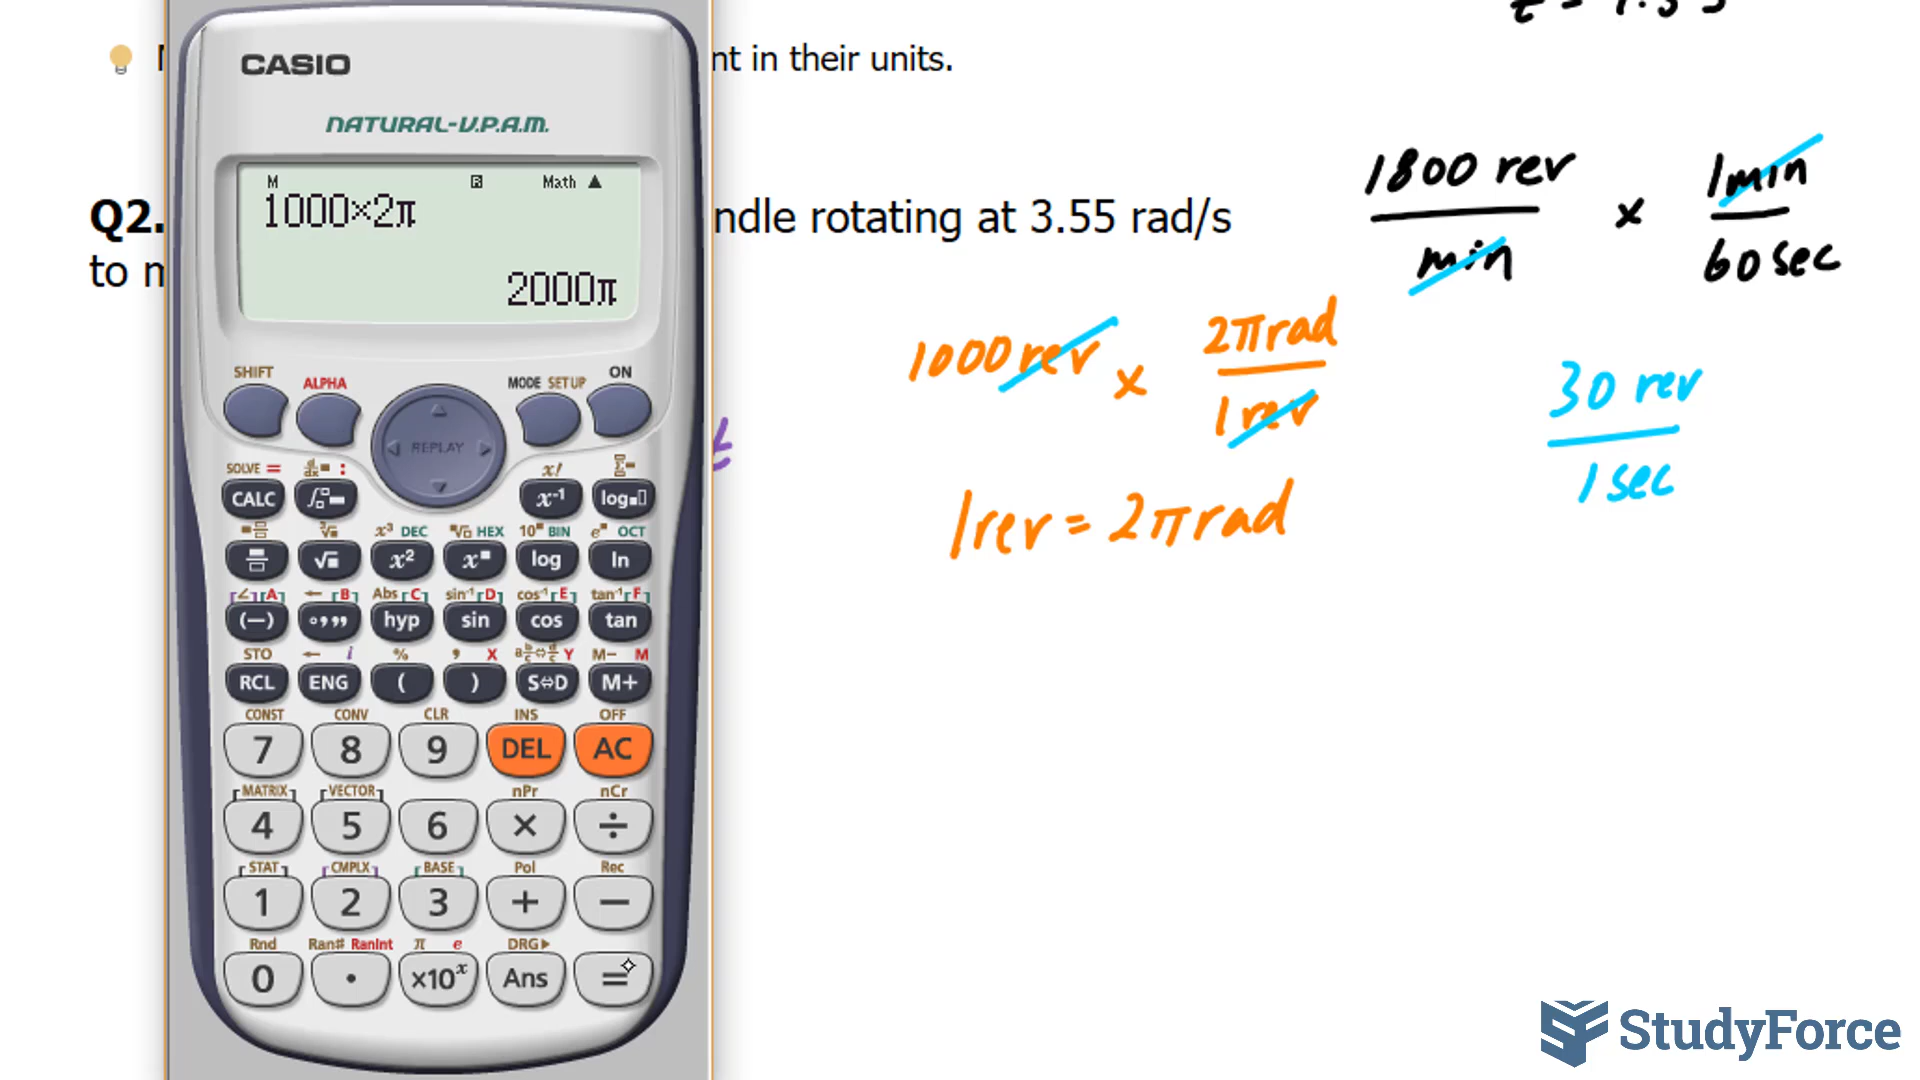 nt in their units.
Q2. ndle rotating at 3.55 rad/s
to m
CASIO
NATURAL-V.P.A.M.
M R Math ▲
1000×2π
2000π
SHIFT ALPHA MODE SETUP ON
REPLAY
SOLVE = d/dx : x! Σ
CALC x⁻¹ log
x³ DEC HEX 10 BIN e OCT
√ x² x log ln
∠ A ← B Abs C sin⁻¹ D cos⁻¹ E tan⁻¹ F
(−) hyp sin cos tan
STO ← i % , X Y M− M
RCL ENG ( ) S⇔D M+
CONST CONV CLR INS OFF
7 8 9 DEL AC
MATRIX VECTOR nPr nCr
4 5 6 × ÷
STAT CMPLX BASE Pol Rec
1 2 3 + −
Rnd Ran# RanInt π e DRG▶
0 . ×10ˣ Ans =
1800 rev × 1min
min 60sec
1000rev × 2πrad
1rev
1rev = 2πrad
30 rev
1sec
StudyForce